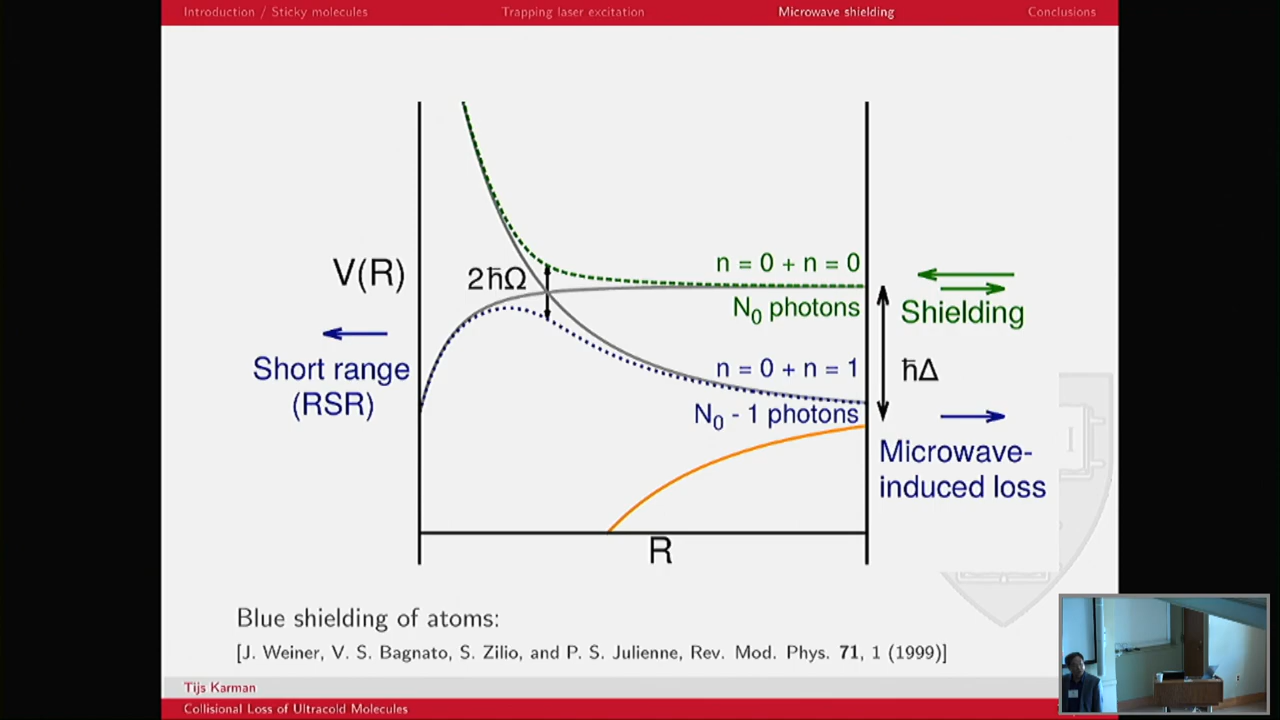 Introduction / Sticky molecules
Trapping laser excitation
Microwave shielding
Conclusions
V(R)
2ħΩ
n = 0 + n = 0
N₀ photons
Shielding
Short range
(RSR)
n = 0 + n = 1
N₀ - 1 photons
ħΔ
Microwave-
induced loss
R
Blue shielding of atoms:
[J. Weiner, V. S. Bagnato, S. Zilio, and P. S. Julienne, Rev. Mod. Phys. 71, 1 (1999)]
Tijs Karman
Collisional Loss of Ultracold Molecules